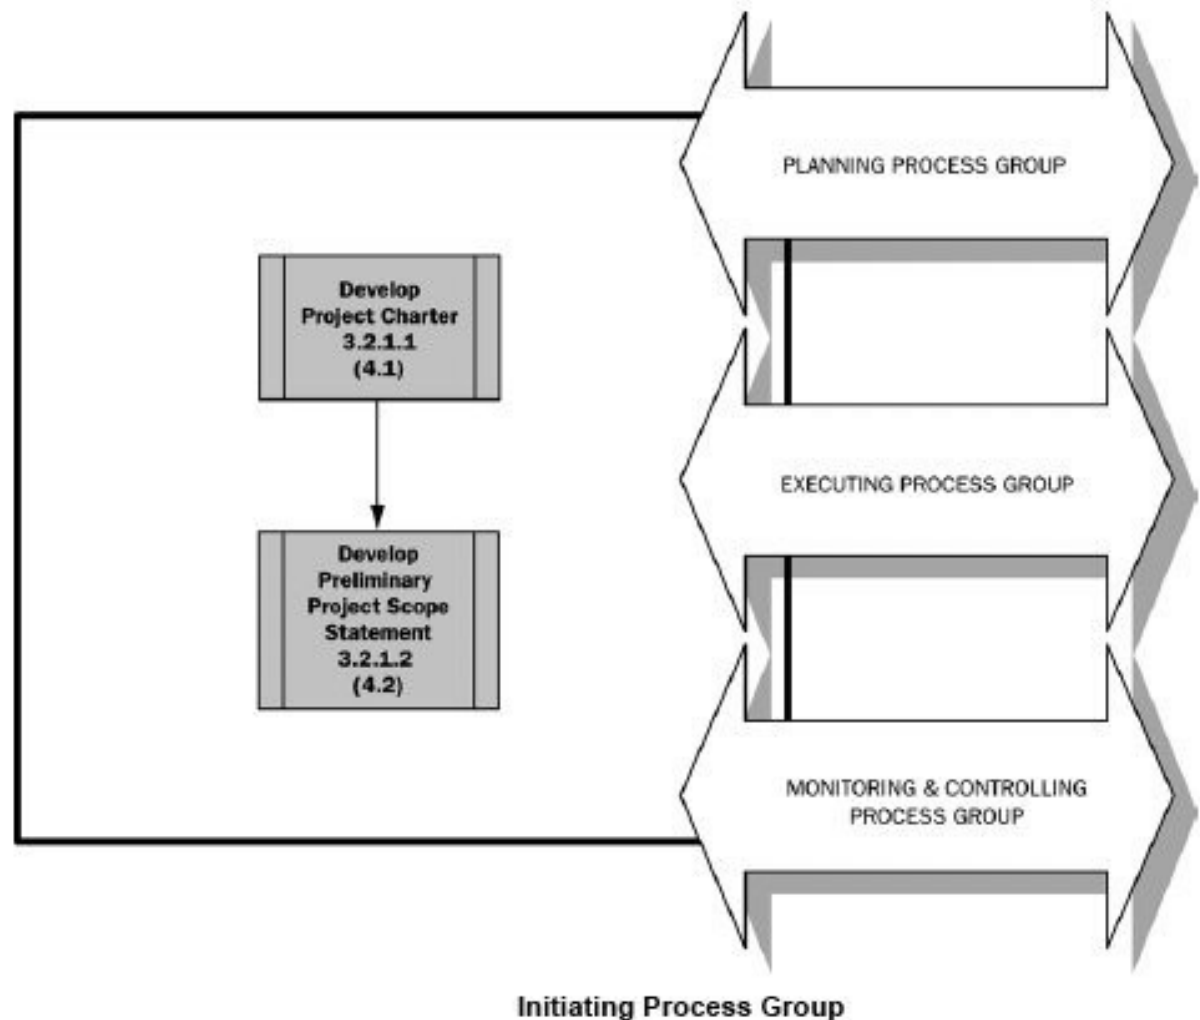 PLANNING PROCESS GROUP
Develop
Project Charter
3.2.1.1
(4.1)
EXECUTING PROCESS GROUP
Develop
Preliminary
Project Scope
Statement
3.2.1.2
(4.2)
MONITORING & CONTROLLING
PROCESS GROUP
Initiating Process Group